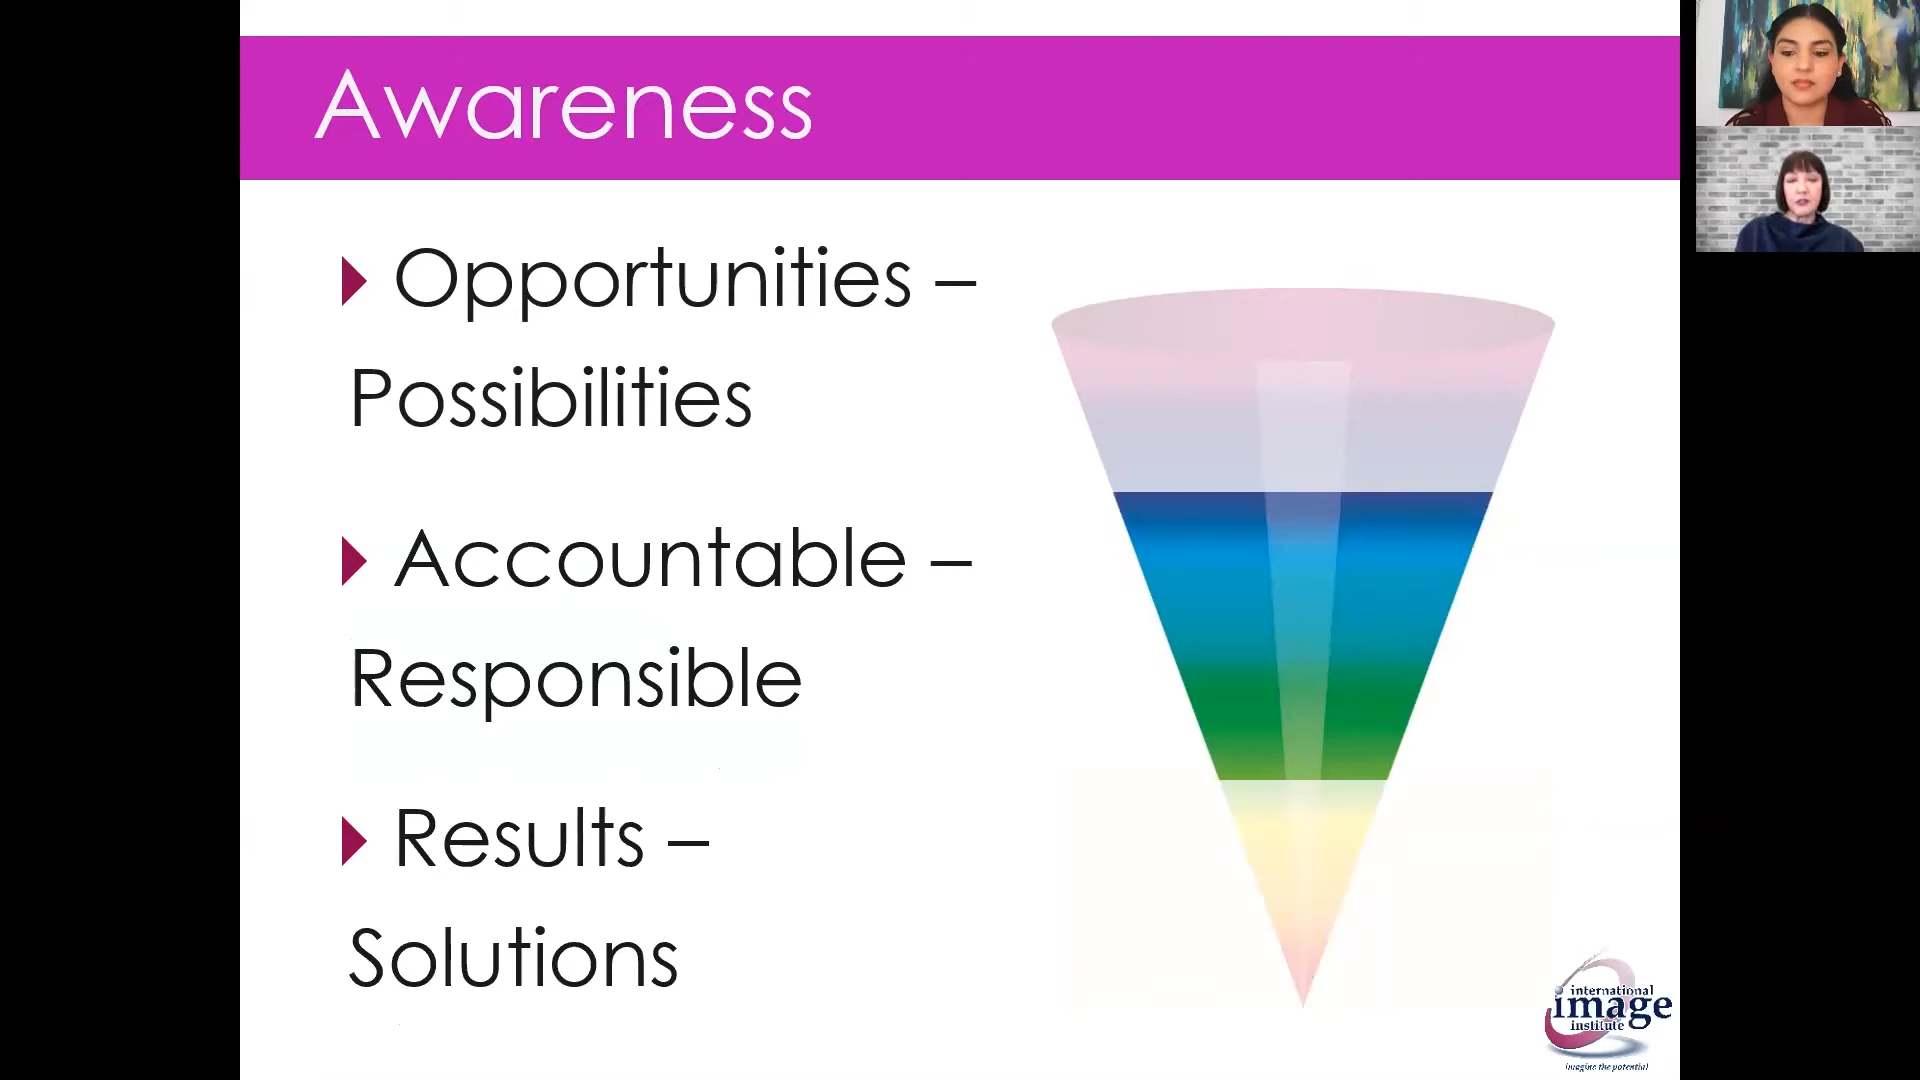 Awareness
Opportunities –
Possibilities
Accountable –
Responsible
Results –
Solutions
international
image
institute
imagine the potential